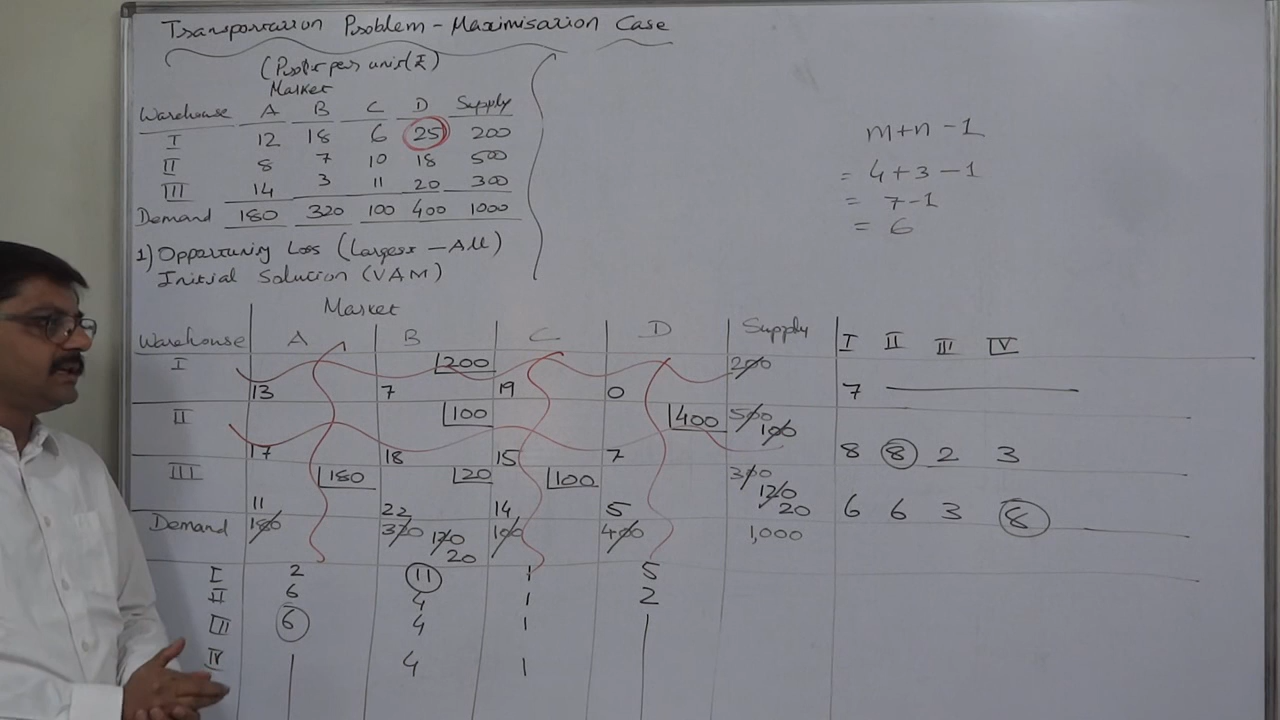 Transportation Problem - Maximisation Case
(Profit per unit (₹)
Market
Warehouse A B C D Supply
I 12 18 6 25 200
II 8 7 10 18 500
III 14 3 11 20 300
Demand 180 320 100 400 1000
1) Opportunity Loss (Largest - All)
Initial Solution (VAM)
m+n-1
= 4+3-1
= 7-1
= 6
Market
Warehouse A B C D Supply I II III IV
I 200 200
13 7 19 0 7
II 100 400 500
100
17 18 15 7 8 8 2 3
III 180 20 100 300
120
20
11 22 14 5 6 6 3 8
Demand 180 320 120 100 400 1,000
20
I 2 11 1 5
II 6 4 1 2
III 6 4 1
IV 4 1